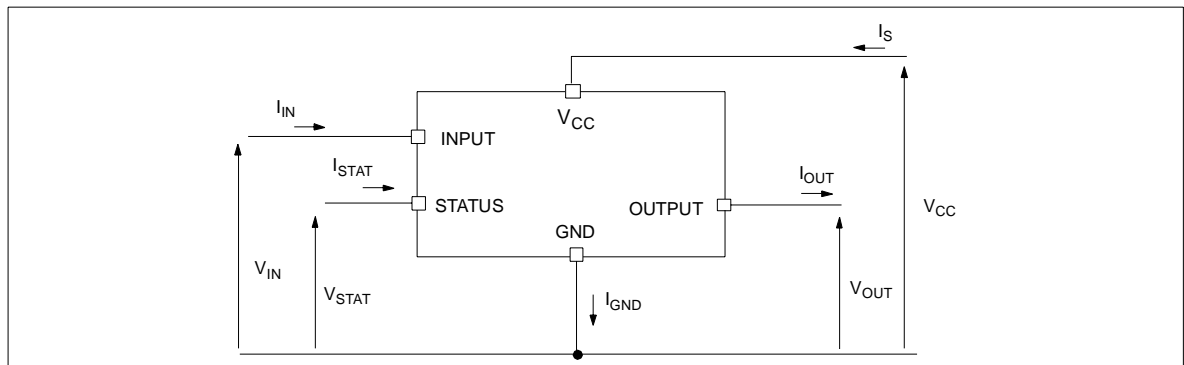 I_S
I_IN
V_CC
INPUT
I_STAT
I_OUT
STATUS
OUTPUT
V_CC
GND
V_IN
V_STAT
I_GND
V_OUT